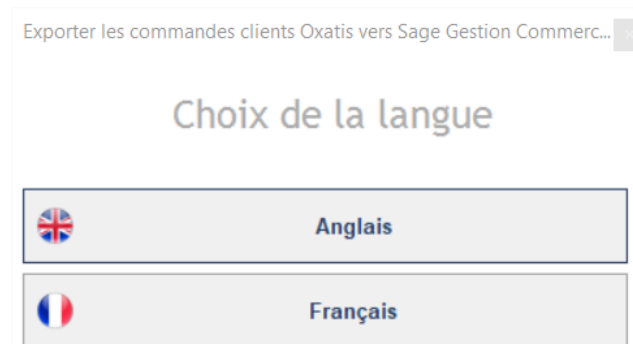 Exporter les commandes clients Oxatis vers Sage Gestion Commerc...
Choix de la langue
Anglais
Français